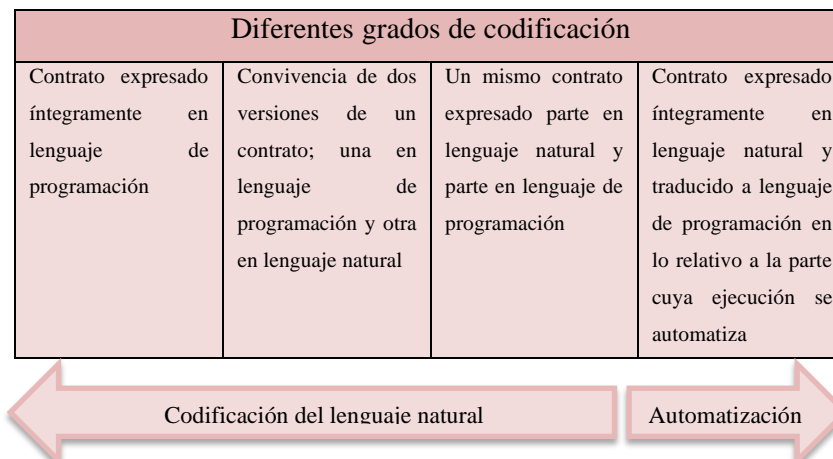 Diferentes grados de codificación
Contrato expresado
íntegramente en
lenguaje de
programación
Convivencia de dos
versiones de un
contrato; una en
lenguaje de
programación y otra
en lenguaje natural
Un mismo contrato
expresado parte en
lenguaje natural y
parte en lenguaje de
programación
Contrato expresado
íntegramente en
lenguaje natural y
traducido a lenguaje
de programación en
lo relativo a la parte
cuya ejecución se
automatiza
Codificación del lenguaje natural
Automatización